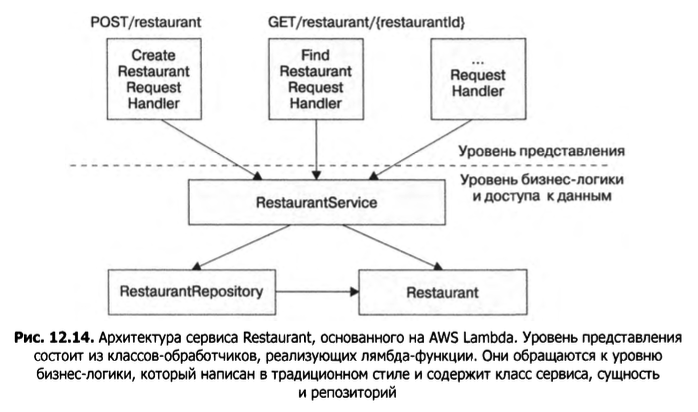 POST/restaurant
GET/restaurant/{restaurantId}
Create
Restaurant
Request
Handler
Find
Restaurant
Request
Handler
...
Request
Handler
Уровень представления
Уровень бизнес-логики
и доступа к данным
RestaurantService
RestaurantRepository
Restaurant
Рис. 12.14. Архитектура сервиса Restaurant, основанного на AWS Lambda. Уровень представления
состоит из классов-обработчиков, реализующих лямбда-функции. Они обращаются к уровню
бизнес-логики, который написан в традиционном стиле и содержит класс сервиса, сущность
и репозиторий